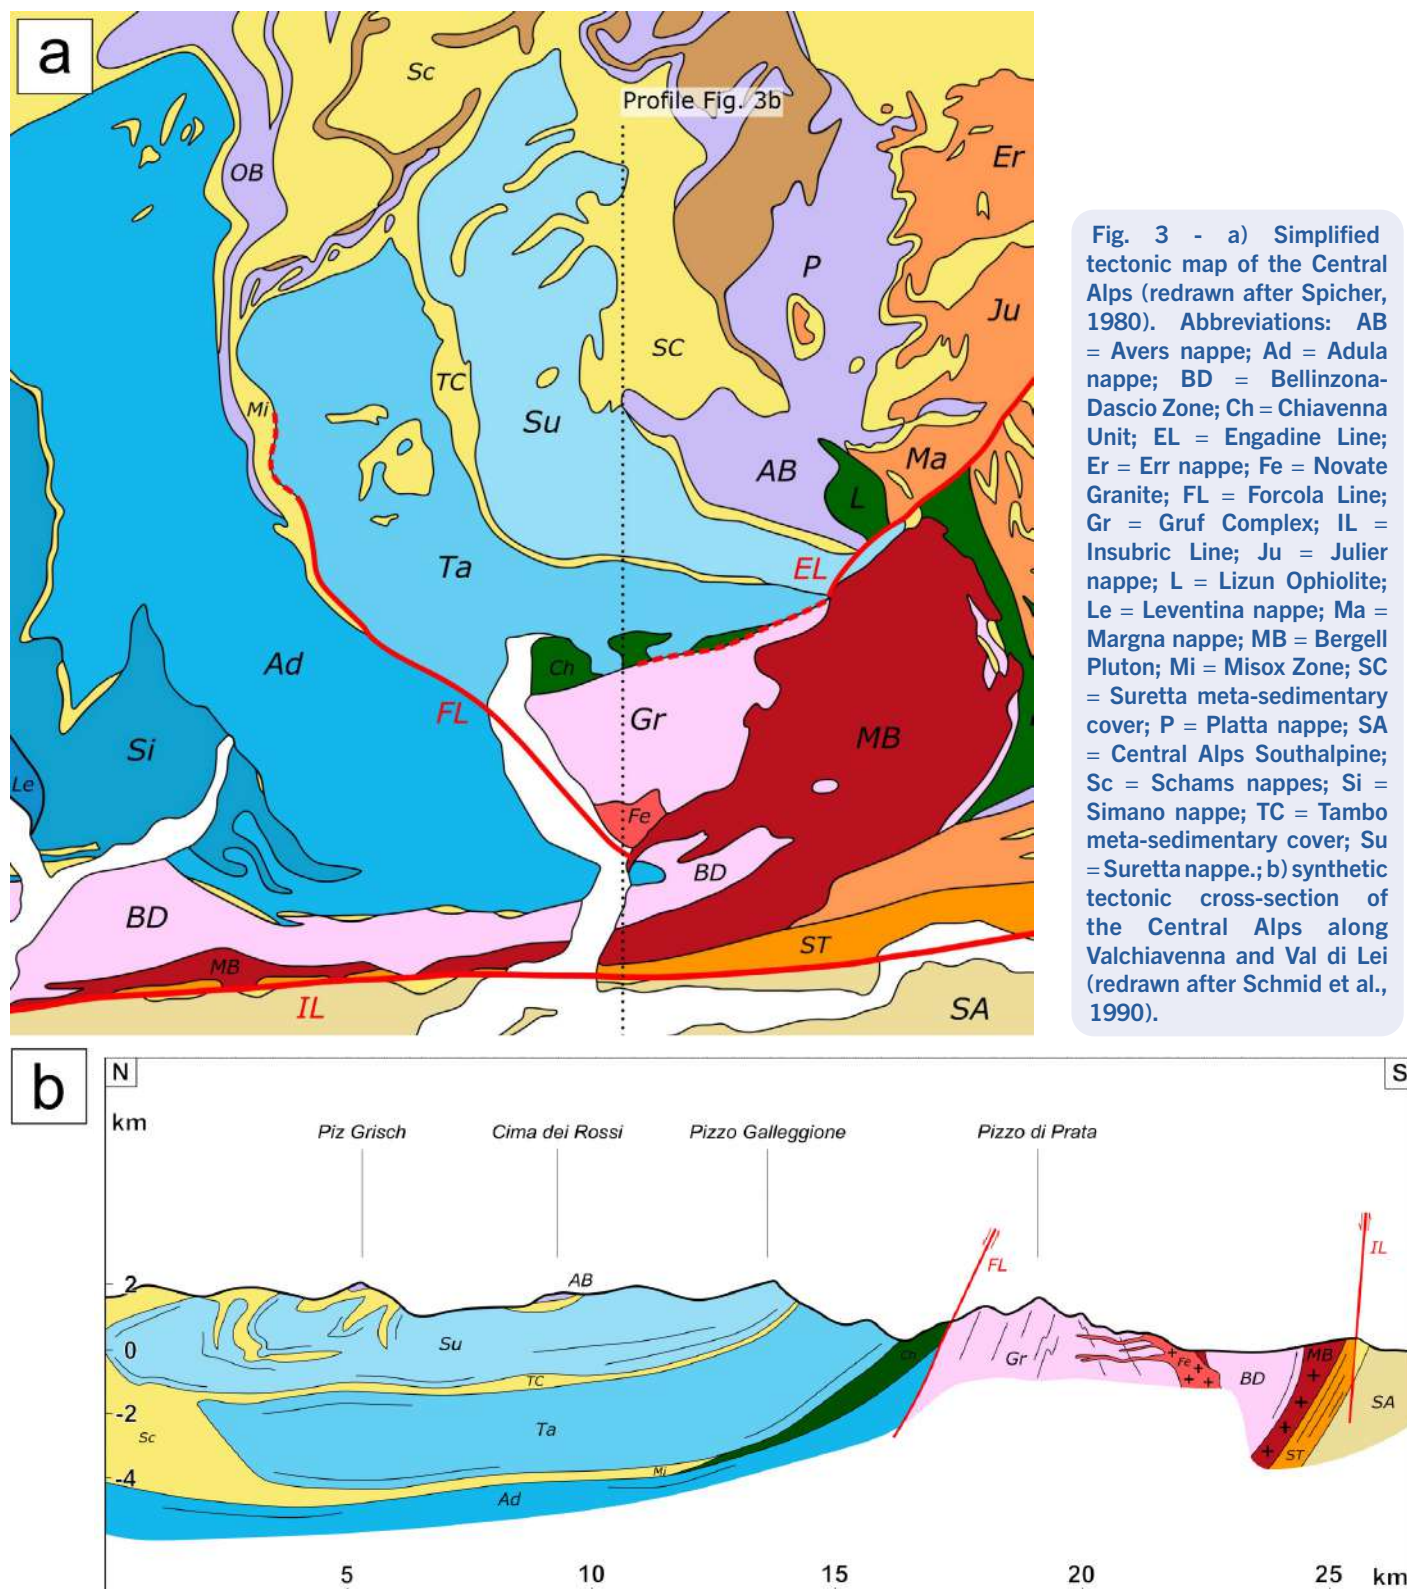 a
Sc
Profile Fig. 3b
Er
OB
P
Ju
SC
TC
Mi
Su
AB
Ma
L
Ta
EL
Ad
Ch
FL
Gr
Si
MB
Le
Fe
BD
BD
ST
MB
IL
SA
Fig. 3 - a) Simplified
tectonic map of the Central
Alps (redrawn after Spicher,
1980). Abbreviations: AB
= Avers nappe; Ad = Adula
nappe; BD = Bellinzona-
Dascio Zone; Ch = Chiavenna
Unit; EL = Engadine Line;
Er = Err nappe; Fe = Novate
Granite; FL = Forcola Line;
Gr = Gruf Complex; IL =
Insubric Line; Ju = Julier
nappe; L = Lizun Ophiolite;
Le = Leventina nappe; Ma =
Margna nappe; MB = Bergell
Pluton; Mi = Misox Zone; SC
= Suretta meta-sedimentary
cover; P = Platta nappe; SA
= Central Alps Southalpine;
Sc = Schams nappes; Si =
Simano nappe; TC = Tambo
meta-sedimentary cover; Su
= Suretta nappe.; b) synthetic
tectonic cross-section of
the Central Alps along
Valchiavenna and Val di Lei
(redrawn after Schmid et al.,
1990).
b
N
S
km
Piz Grisch
Cima dei Rossi
Pizzo Galleggione
Pizzo di Prata
FL
IL
AB
2
Su
0
Ch
Gr
Fe
MB
TC
BD
-2
Ta
SA
Sc
ST
Mi
-4
Ad
5
10
15
20
25
km